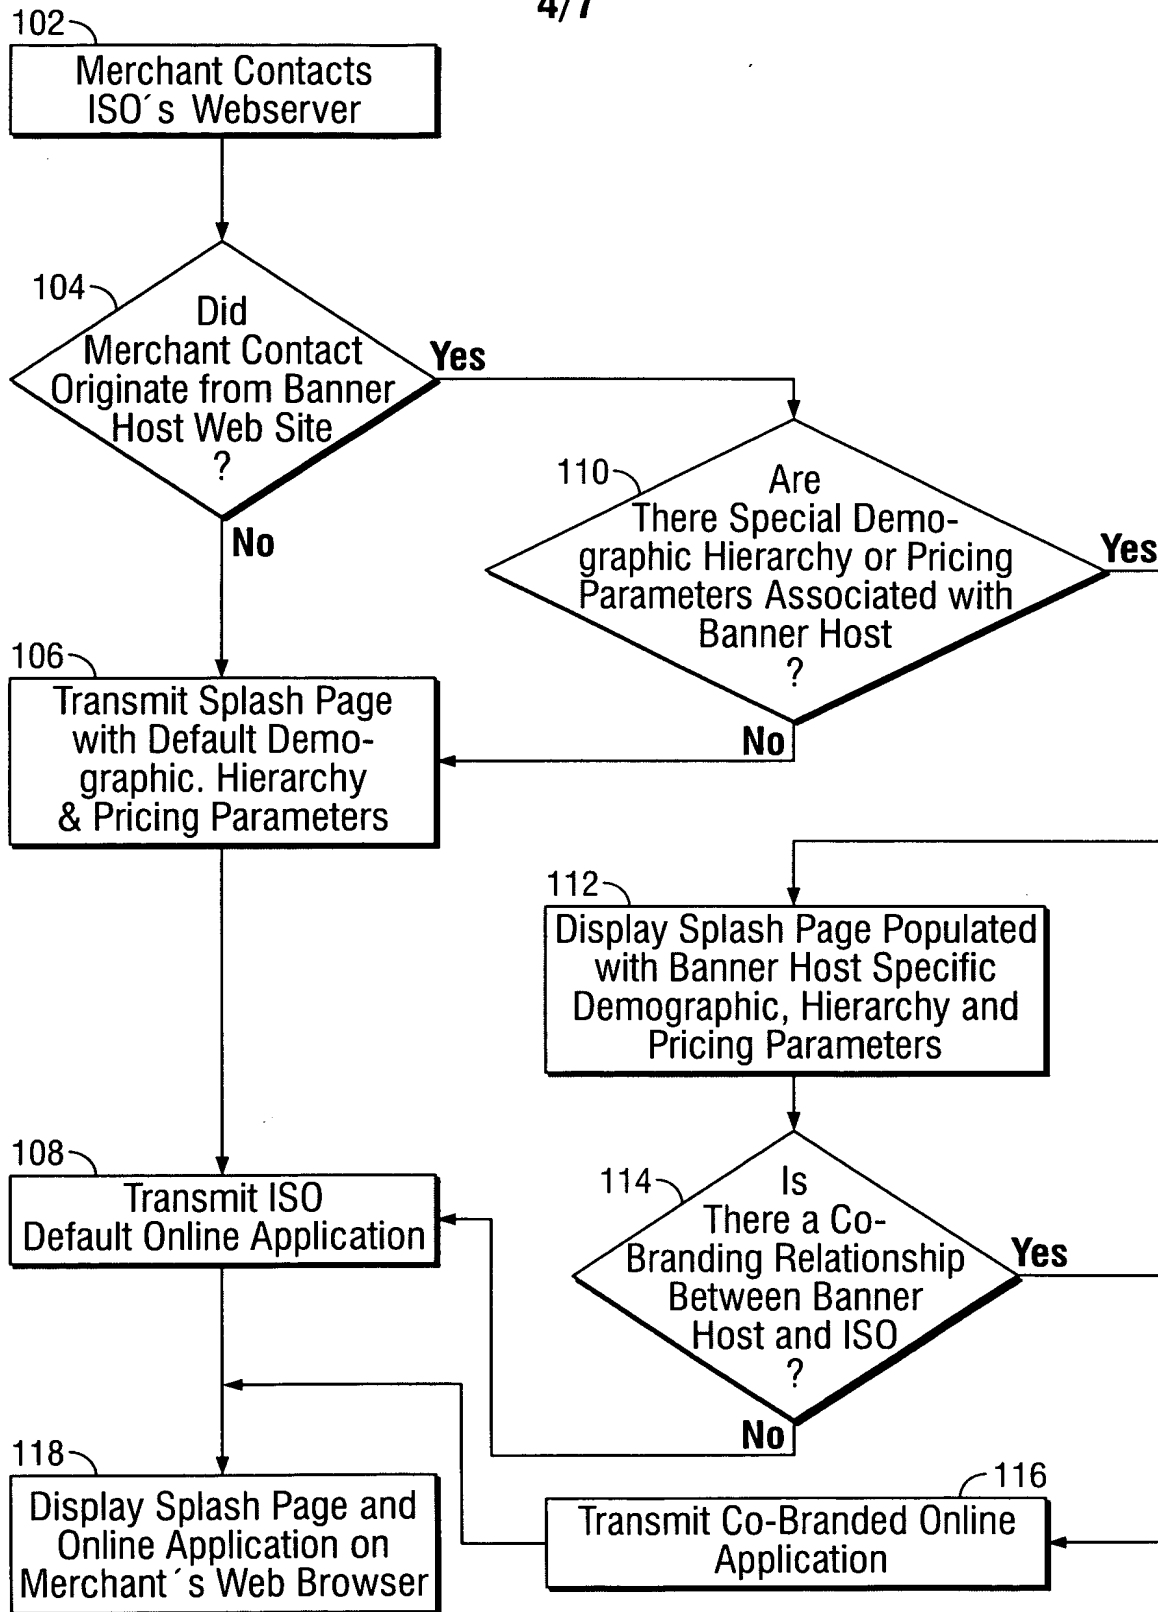 4/7
102
Merchant Contacts
ISO´s Webserver
104
Did
Merchant Contact
Originate from Banner
Host Web Site
?
Yes
No
110
Are
There Special Demo-
graphic Hierarchy or Pricing
Parameters Associated with
Banner Host
?
Yes
No
106
Transmit Splash Page
with Default Demo-
graphic. Hierarchy
& Pricing Parameters
112
Display Splash Page Populated
with Banner Host Specific
Demographic, Hierarchy and
Pricing Parameters
108
Transmit ISO
Default Online Application
114
Is
There a Co-
Branding Relationship
Between Banner
Host and ISO
?
Yes
No
116
Transmit Co-Branded Online
Application
118
Display Splash Page and
Online Application on
Merchant´s Web Browser